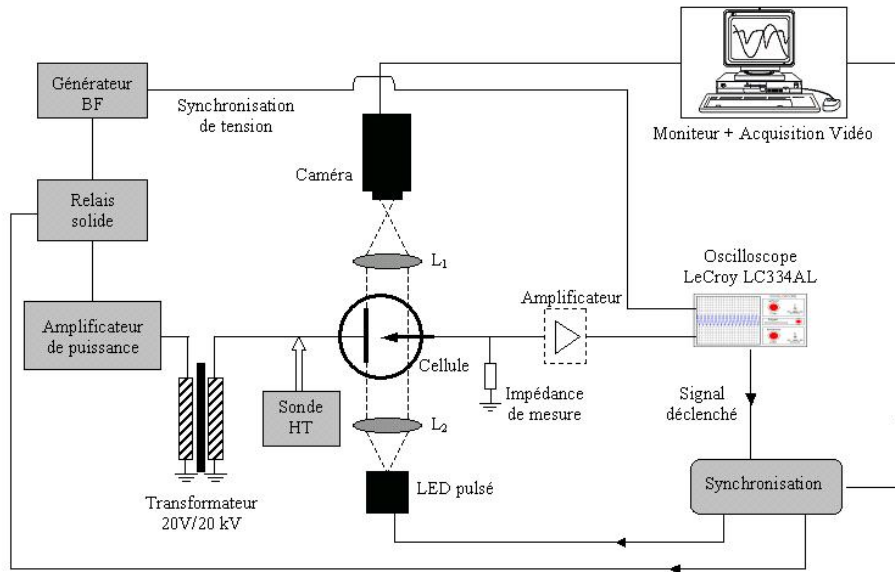 Générateur
BF
Synchronisation
de tension
Moniteur + Acquisition Vidéo
Caméra
Relais
solide
L1
Oscilloscope
LeCroy LC334AL
Amplificateur
Amplificateur
de puissance
Cellule
Impédance
de mesure
Sonde
HT
Signal
déclenché
L2
LED pulsé
Synchronisation
Transformateur
20V/20 kV